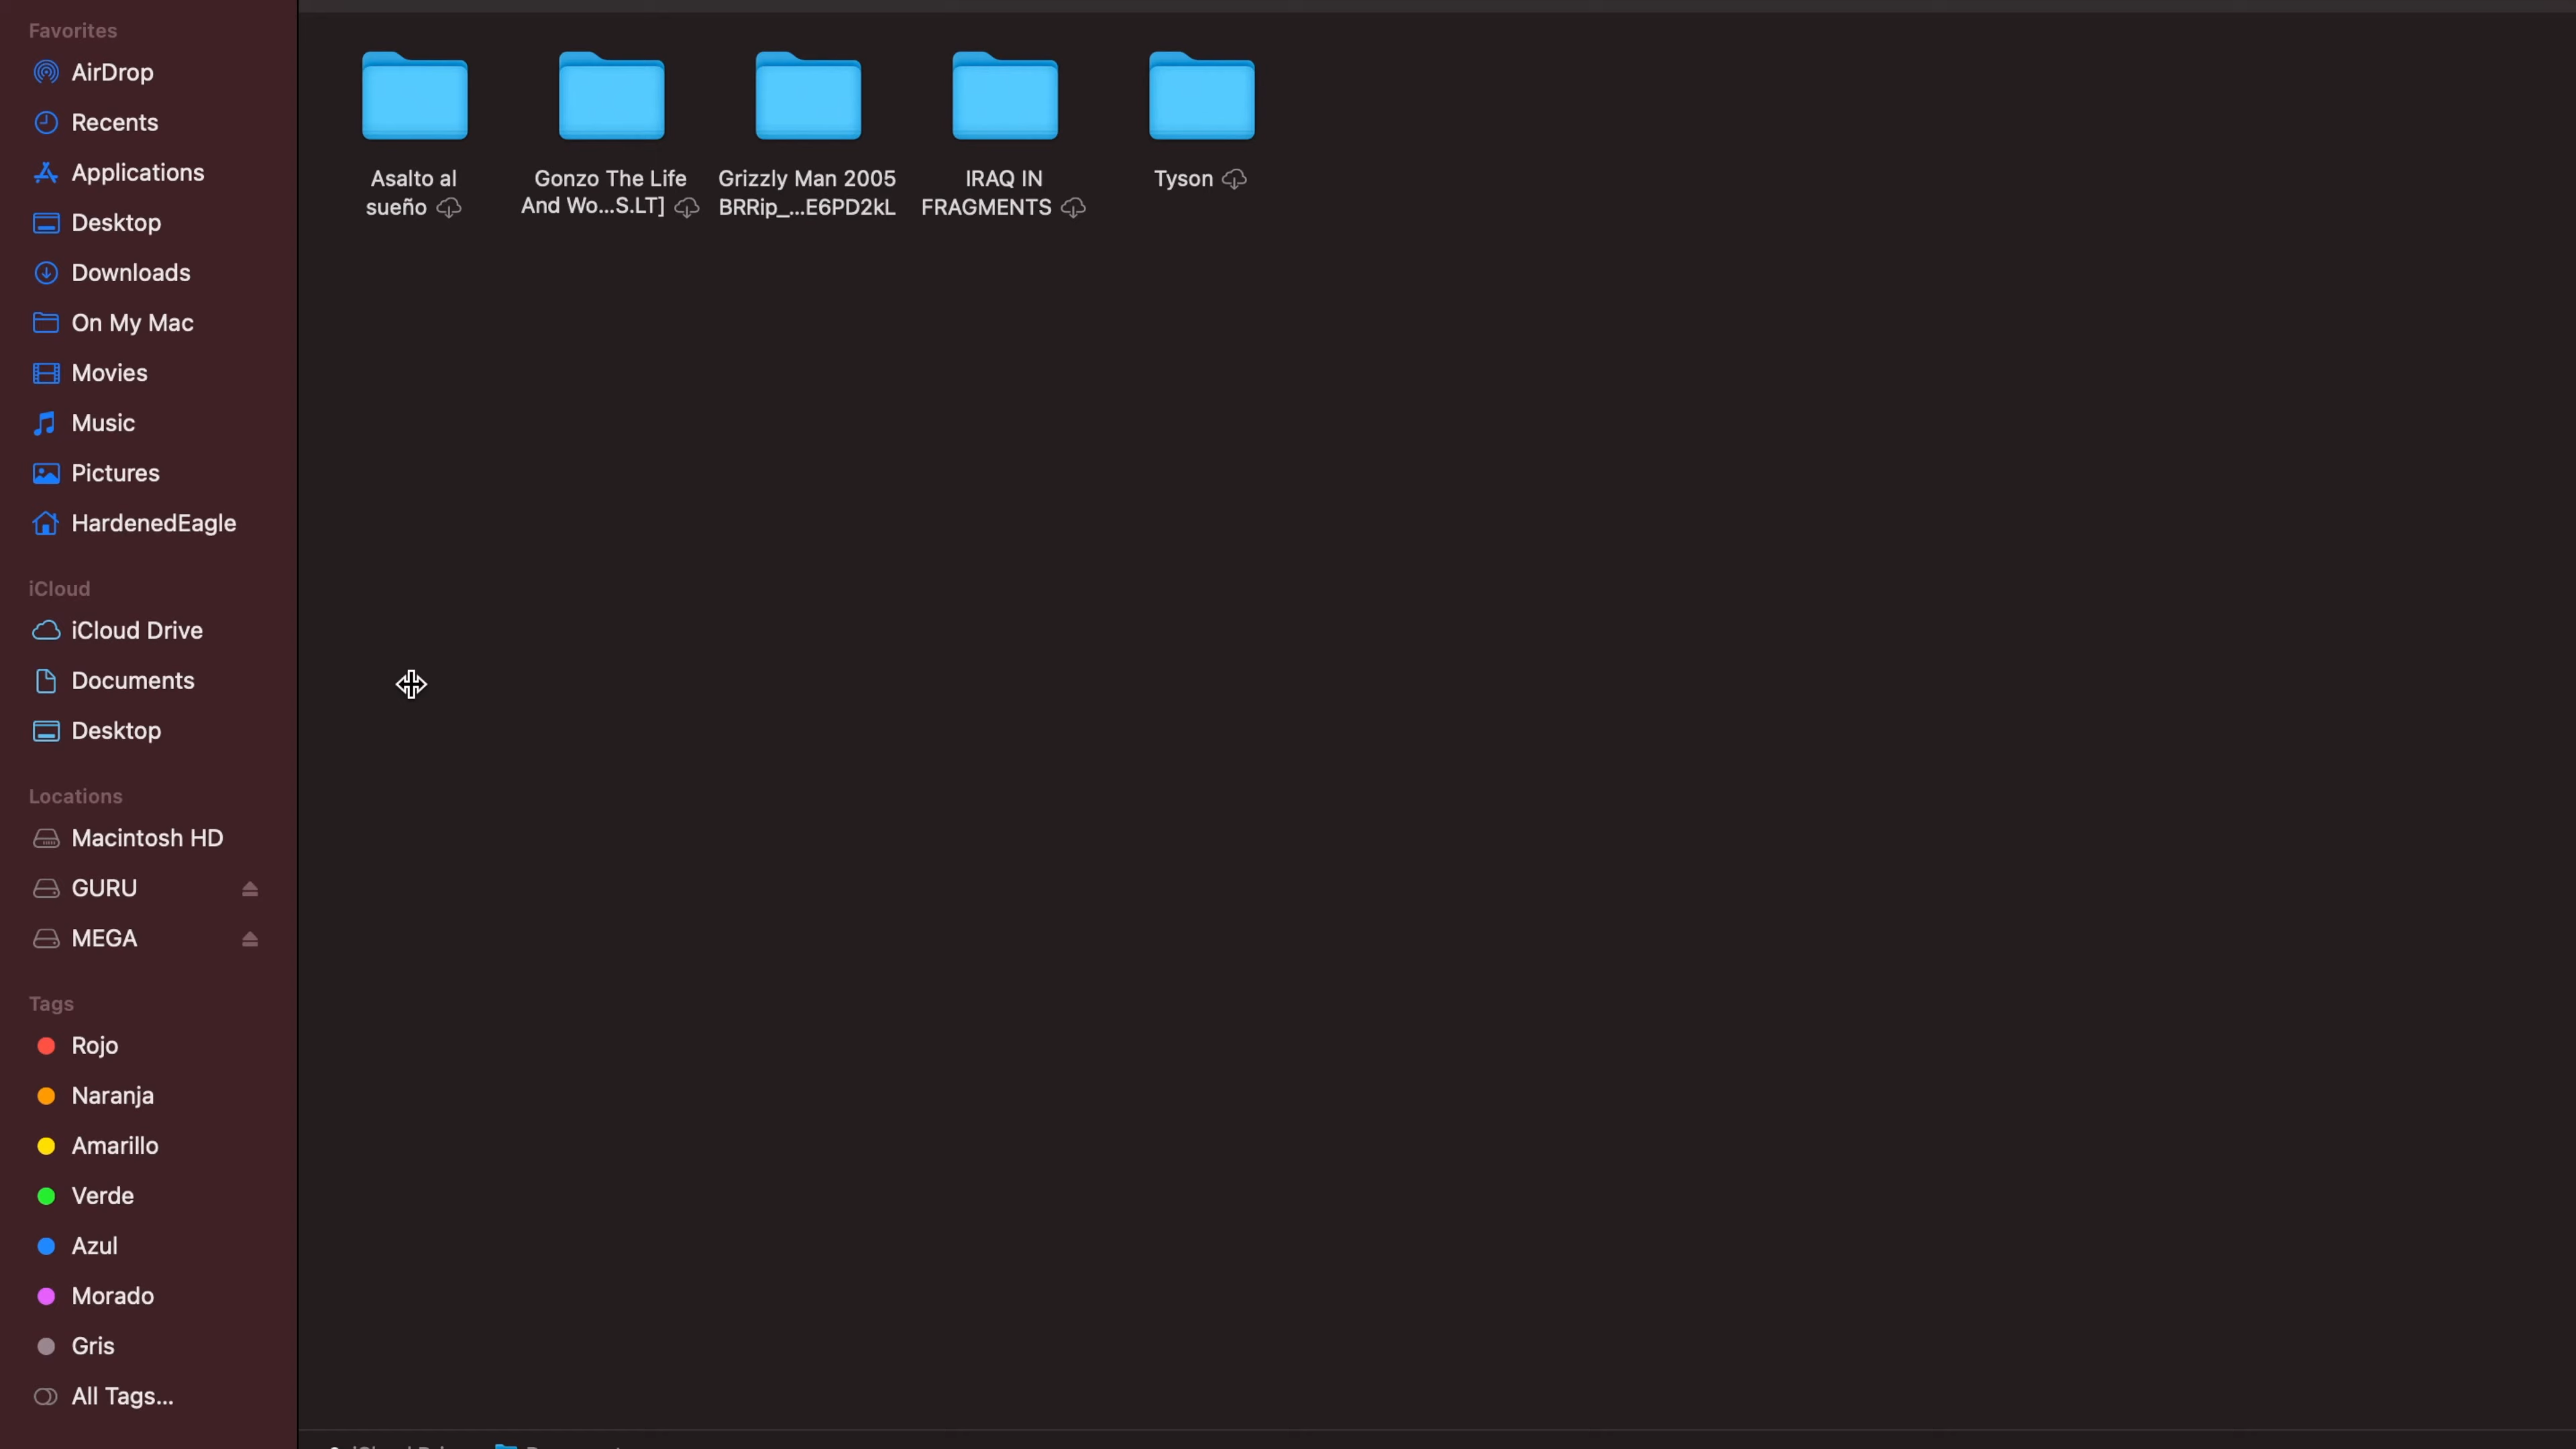 Favorites
AirDrop
Recents
Applications
Desktop
Downloads
On My Mac
Movies
Music
Pictures
HardenedEagle
iCloud
iCloud Drive
Documents
Desktop
Locations
Macintosh HD
GURU
MEGA
Tags
Rojo
Naranja
Amarillo
Verde
Azul
Morado
Gris
All Tags...
Asalto al
sueño
Gonzo The Life
And Wo...S.LT]
Grizzly Man 2005
BRRip_...E6PD2kL
IRAQ IN
FRAGMENTS
Tyson